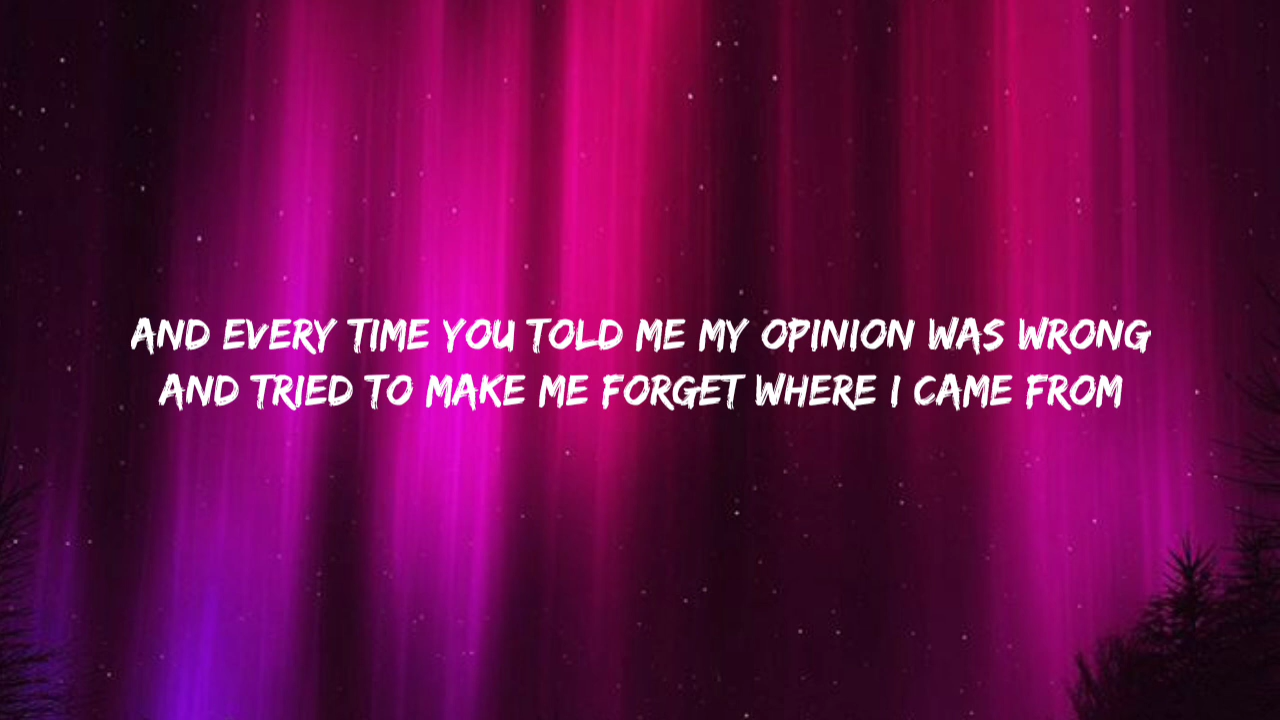 AND EVERY TIME YOU TOLD ME MY OPINION WAS WRONG
AND TRIED TO MAKE ME FORGET WHERE I CAME FROM